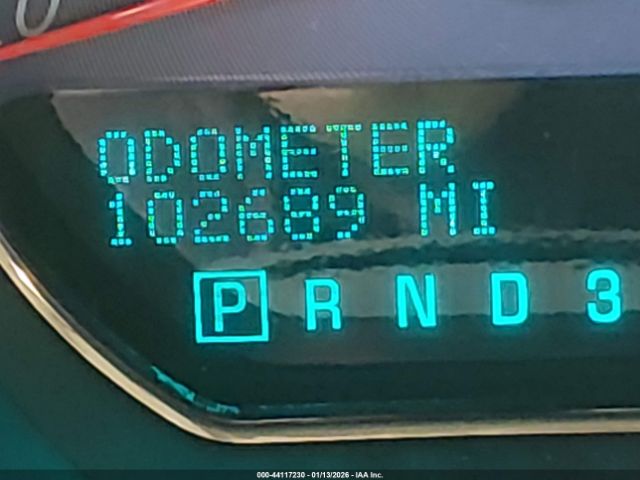 ODOMETER
102689 MI
P R N D 3
000-44117230 - 01/13/2026 - IAA Inc.